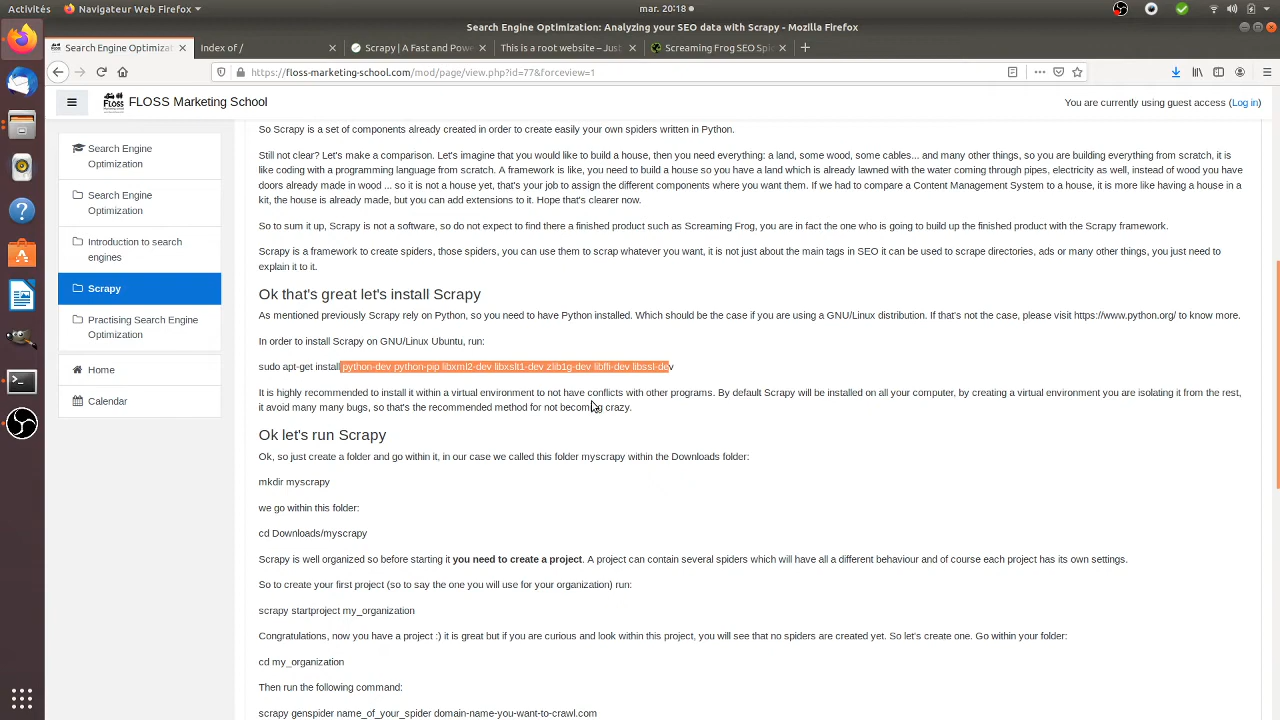 Activités
Navigateur Web Firefox
mar. 20:18
Search Engine Optimization: Analyzing your SEO data with Scrapy - Mozilla Firefox
Search Engine Optimiza
Index of /
Scrapy | A Fast and Powe
This is a root website – Just
Screaming Frog SEO Spi
https://floss-marketing-school.com/mod/page/view.php?id=77&forceview=1
FLOSS
FLOSS Marketing School
You are currently using guest access (Log in)
Search Engine
Optimization
Search Engine
Optimization
Introduction to search
engines
Scrapy
Practising Search Engine
Optimization
Home
Calendar
So Scrapy is a set of components already created in order to create easily your own spiders written in Python.
Still not clear? Let's make a comparison. Let's imagine that you would like to build a house, then you need everything: a land, some wood, some cables... and many other things, so you are building everything from scratch, it is
like coding with a programming language from scratch. A framework is like, you need to build a house so you have a land which is already lawned with the water coming through pipes, electricity as well, instead of wood you have
doors already made in wood ... so it is not a house yet, that's your job to assign the different components where you want them. If we had to compare a Content Management System to a house, it is more like having a house in a
kit, the house is already made, but you can add extensions to it. Hope that's clearer now.
So to sum it up, Scrapy is not a software, so do not expect to find there a finished product such as Screaming Frog, you are in fact the one who is going to build up the finished product with the Scrapy framework.
Scrapy is a framework to create spiders, those spiders, you can use them to scrap whatever you want, it is not just about the main tags in SEO it can be used to scrape directories, ads or many other things, you just need to
explain it to it.
Ok that's great let's install Scrapy
As mentioned previously Scrapy rely on Python, so you need to have Python installed. Which should be the case if you are using a GNU/Linux distribution. If that's not the case, please visit https://www.python.org/ to know more.
In order to install Scrapy on GNU/Linux Ubuntu, run:
sudo apt-get install python-dev python-pip libxml2-dev libxslt1-dev zlib1g-dev libffi-dev libssl-dev
It is highly recommended to install it within a virtual environment to not have conflicts with other programs. By default Scrapy will be installed on all your computer, by creating a virtual environment you are isolating it from the rest,
it avoid many many bugs, so that's the recommended method for not becoming crazy.
Ok let's run Scrapy
Ok, so just create a folder and go within it, in our case we called this folder myscrapy within the Downloads folder:
mkdir myscrapy
we go within this folder:
cd Downloads/myscrapy
Scrapy is well organized so before starting it you need to create a project. A project can contain several spiders which will have all a different behaviour and of course each project has its own settings.
So to create your first project (so to say the one you will use for your organization) run:
scrapy startproject my_organization
Congratulations, now you have a project :) it is great but if you are curious and look within this project, you will see that no spiders are created yet. So let's create one. Go within your folder:
cd my_organization
Then run the following command:
scrapy genspider name_of_your_spider domain-name-you-want-to-crawl.com